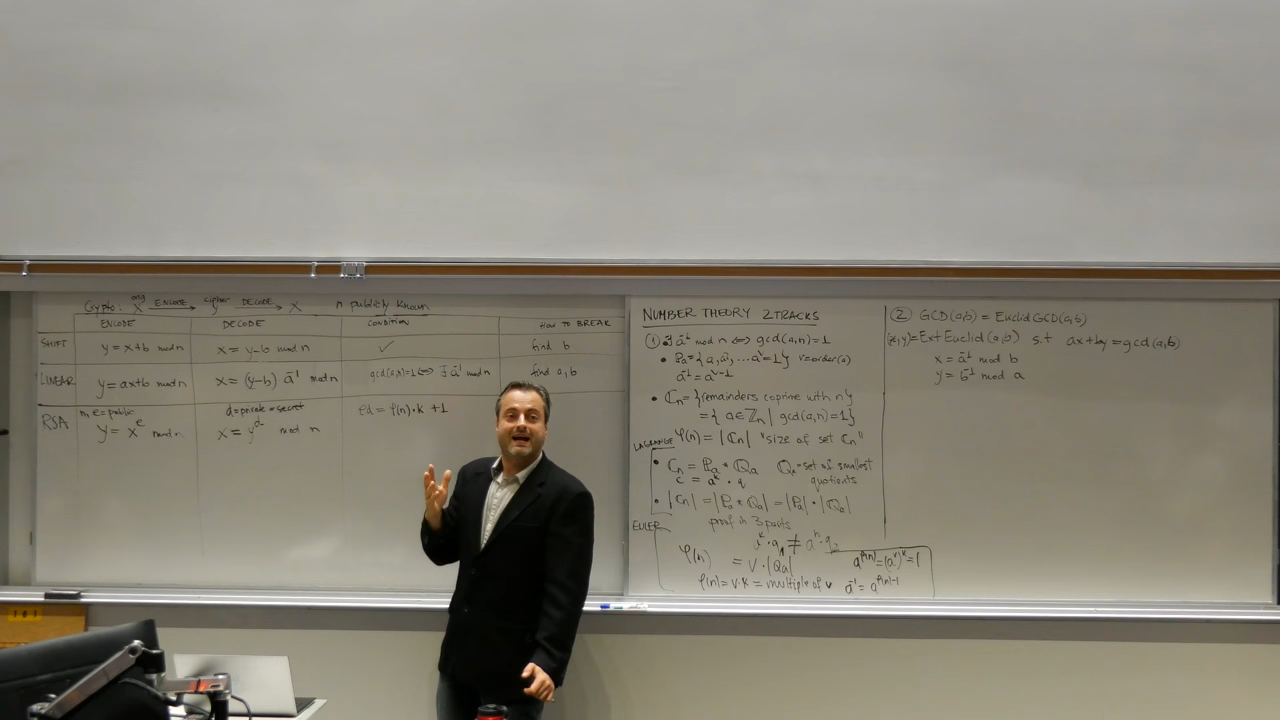 Crypto: x orig ENCODE → cipher DECODE → x n publicly known
ENCODE DECODE CONDITION HOW TO BREAK
SHIFT y = x+b mod n x = y-b mod n ✓ find b
LINEAR y = ax+b mod n x = (y-b) a⁻¹ mod n gcd(a,n)=1 ⇔ ∃ a⁻¹ mod n find a,b
RSA n, e = public d = private = secret ed = φ(n)·k +1
y = x^e mod n x = y^d mod n
NUMBER THEORY 2TRACKS
① ∃ a⁻¹ mod n ⇔ gcd(a,n)=1
• Pa = {a, a², ... a^v=1} v=order(a)
a⁻¹ = a^(v-1)
• Cn = {remainders coprime with n}
= {a∈Zn | gcd(a,n)=1}
φ(n) = |Cn| "size of set Cn"
LAGRANGE
• Cn = Pa * Qa Qa = set of smallest
c = a^k · q quotients
• |Cn| = |Pa * Qa| = |Pa|·|Qa|
proof in 3 parts
EULER
a^k·q₁ ≠ a^h·q₂
φ(n) = v·|Qa| a^φ(n) = (a^v)^k = 1
φ(n) = v·k = multiple of v a⁻¹ = a^(φ(n)-1)
② GCD(a,b) = Euclid GCD(a,b)
(x,y) = Ext Euclid(a,b) s.t ax+by = gcd(a,b)
x = a⁻¹ mod b
y = b⁻¹ mod a